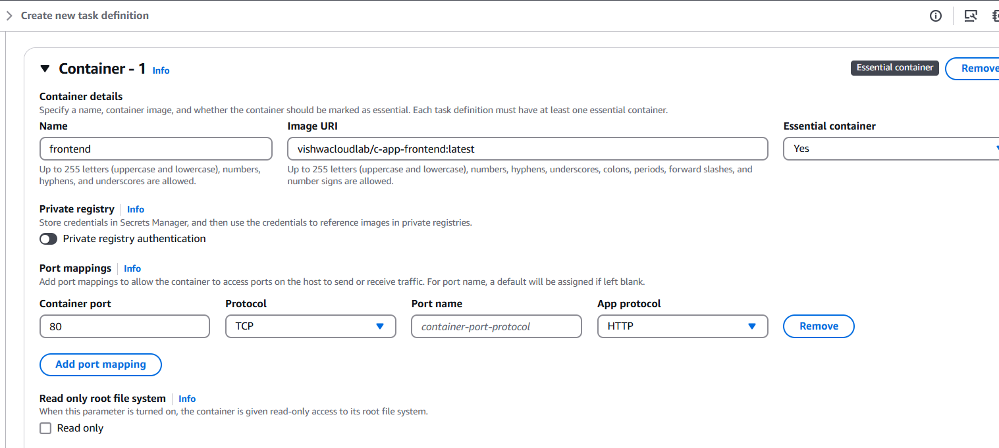 Create new task definition
Container - 1 Info
Essential container
Remove
Container details
Specify a name, container image, and whether the container should be marked as essential. Each task definition must have at least one essential container.
Name Image URI Essential container
frontend vishwacloudlab/c-app-frontend:latest Yes
Up to 255 letters (uppercase and lowercase), numbers, Up to 255 letters (uppercase and lowercase), numbers, hyphens, underscores, colons, periods, forward slashes, and
hyphens, and underscores are allowed. number signs are allowed.
Private registry Info
Store credentials in Secrets Manager, and then use the credentials to reference images in private registries.
Private registry authentication
Port mappings Info
Add port mappings to allow the container to access ports on the host to send or receive traffic. For port name, a default will be assigned if left blank.
Container port Protocol Port name App protocol
80 TCP container-port-protocol HTTP Remove
Add port mapping
Read only root file system Info
When this parameter is turned on, the container is given read-only access to its root file system.
Read only